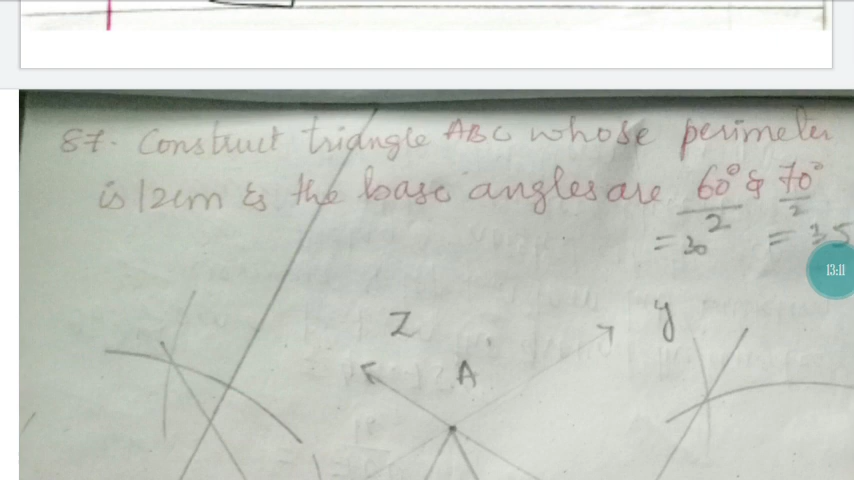 87. Construct triangle ABC whose perimeter
is 12cm & the base angles are 60° & 70°
2 2
= 30 = 35
13:11
Z y
A